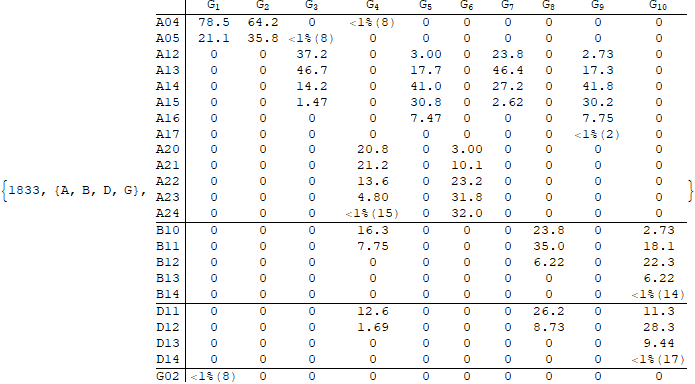 G1 G2 G3 G4 G5 G6 G7 G8 G9 G10
A04 78.5 64.2 0 <1%(8) 0 0 0 0 0 0
A05 21.1 35.8 <1%(8) 0 0 0 0 0 0 0
A12 0 0 37.2 0 3.00 0 23.8 0 2.73 0
A13 0 0 46.7 0 17.7 0 46.4 0 17.3 0
A14 0 0 14.2 0 41.0 0 27.2 0 41.8 0
A15 0 0 1.47 0 30.8 0 2.62 0 30.2 0
A16 0 0 0 0 7.47 0 0 0 7.75 0
A17 0 0 0 0 0 0 0 0 <1%(2) 0
A20 0 0 0 20.8 0 3.00 0 0 0 0
A21 0 0 0 21.2 0 10.1 0 0 0 0
A22 0 0 0 13.6 0 23.2 0 0 0 0
{1833, {A, B, D, G}, A23 0 0 0 4.80 0 31.8 0 0 0 0 }
A24 0 0 0 <1%(15) 0 32.0 0 0 0 0
B10 0 0 0 16.3 0 0 0 23.8 0 2.73
B11 0 0 0 7.75 0 0 0 35.0 0 18.1
B12 0 0 0 0 0 0 0 6.22 0 22.3
B13 0 0 0 0 0 0 0 0 0 6.22
B14 0 0 0 0 0 0 0 0 0 <1%(14)
D11 0 0 0 12.6 0 0 0 26.2 0 11.3
D12 0 0 0 1.69 0 0 0 8.73 0 28.3
D13 0 0 0 0 0 0 0 0 0 9.44
D14 0 0 0 0 0 0 0 0 0 <1%(17)
G02 <1%(8) 0 0 0 0 0 0 0 0 0